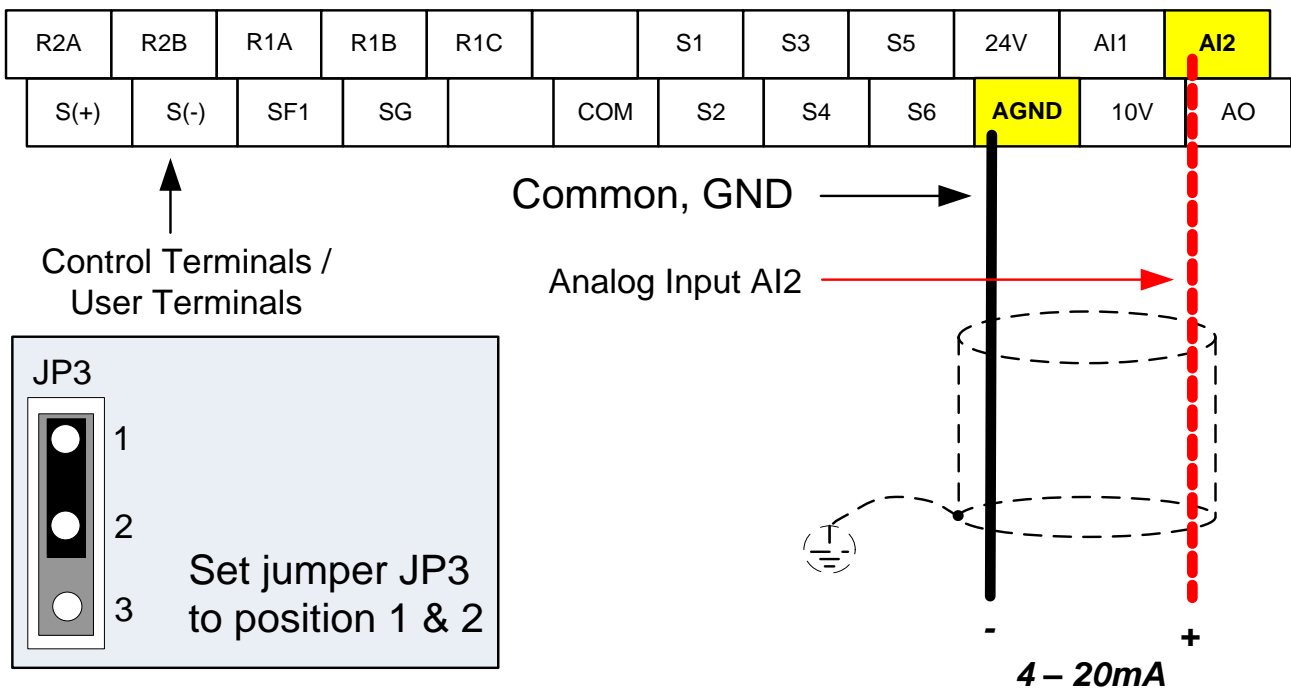 R2A R2B R1A R1B R1C S1 S3 S5 24V AI1 AI2
S(+) S(-) SF1 SG COM S2 S4 S6 AGND 10V AO
Common, GND
Control Terminals /
User Terminals
Analog Input AI2
JP3
1
2
3
Set jumper JP3
to position 1 & 2
- +
4 – 20mA